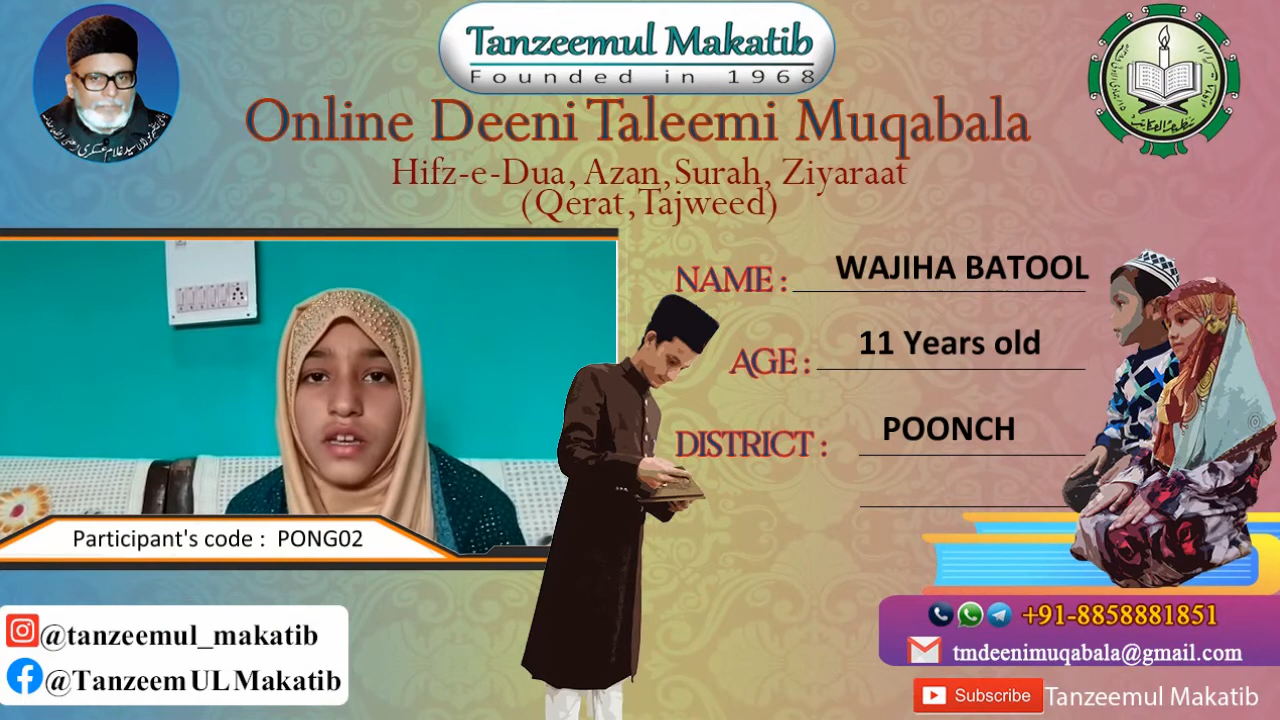 Tanzeemul Makatib
Founded in 1968
Online Deeni Taleemi Muqabala
Hifz-e-Dua, Azan, Surah, Ziyaraat
(Qerat, Tajweed)
NAME : WAJIHA BATOOL
AGE : 11 Years old
DISTRICT : POONCH
Participant's code : PONG02
@tanzeemul_makatib
@Tanzeem UL Makatib
+91-8858881851
tmdeenimuqabala@gmail.com
Subscribe Tanzeemul Makatib